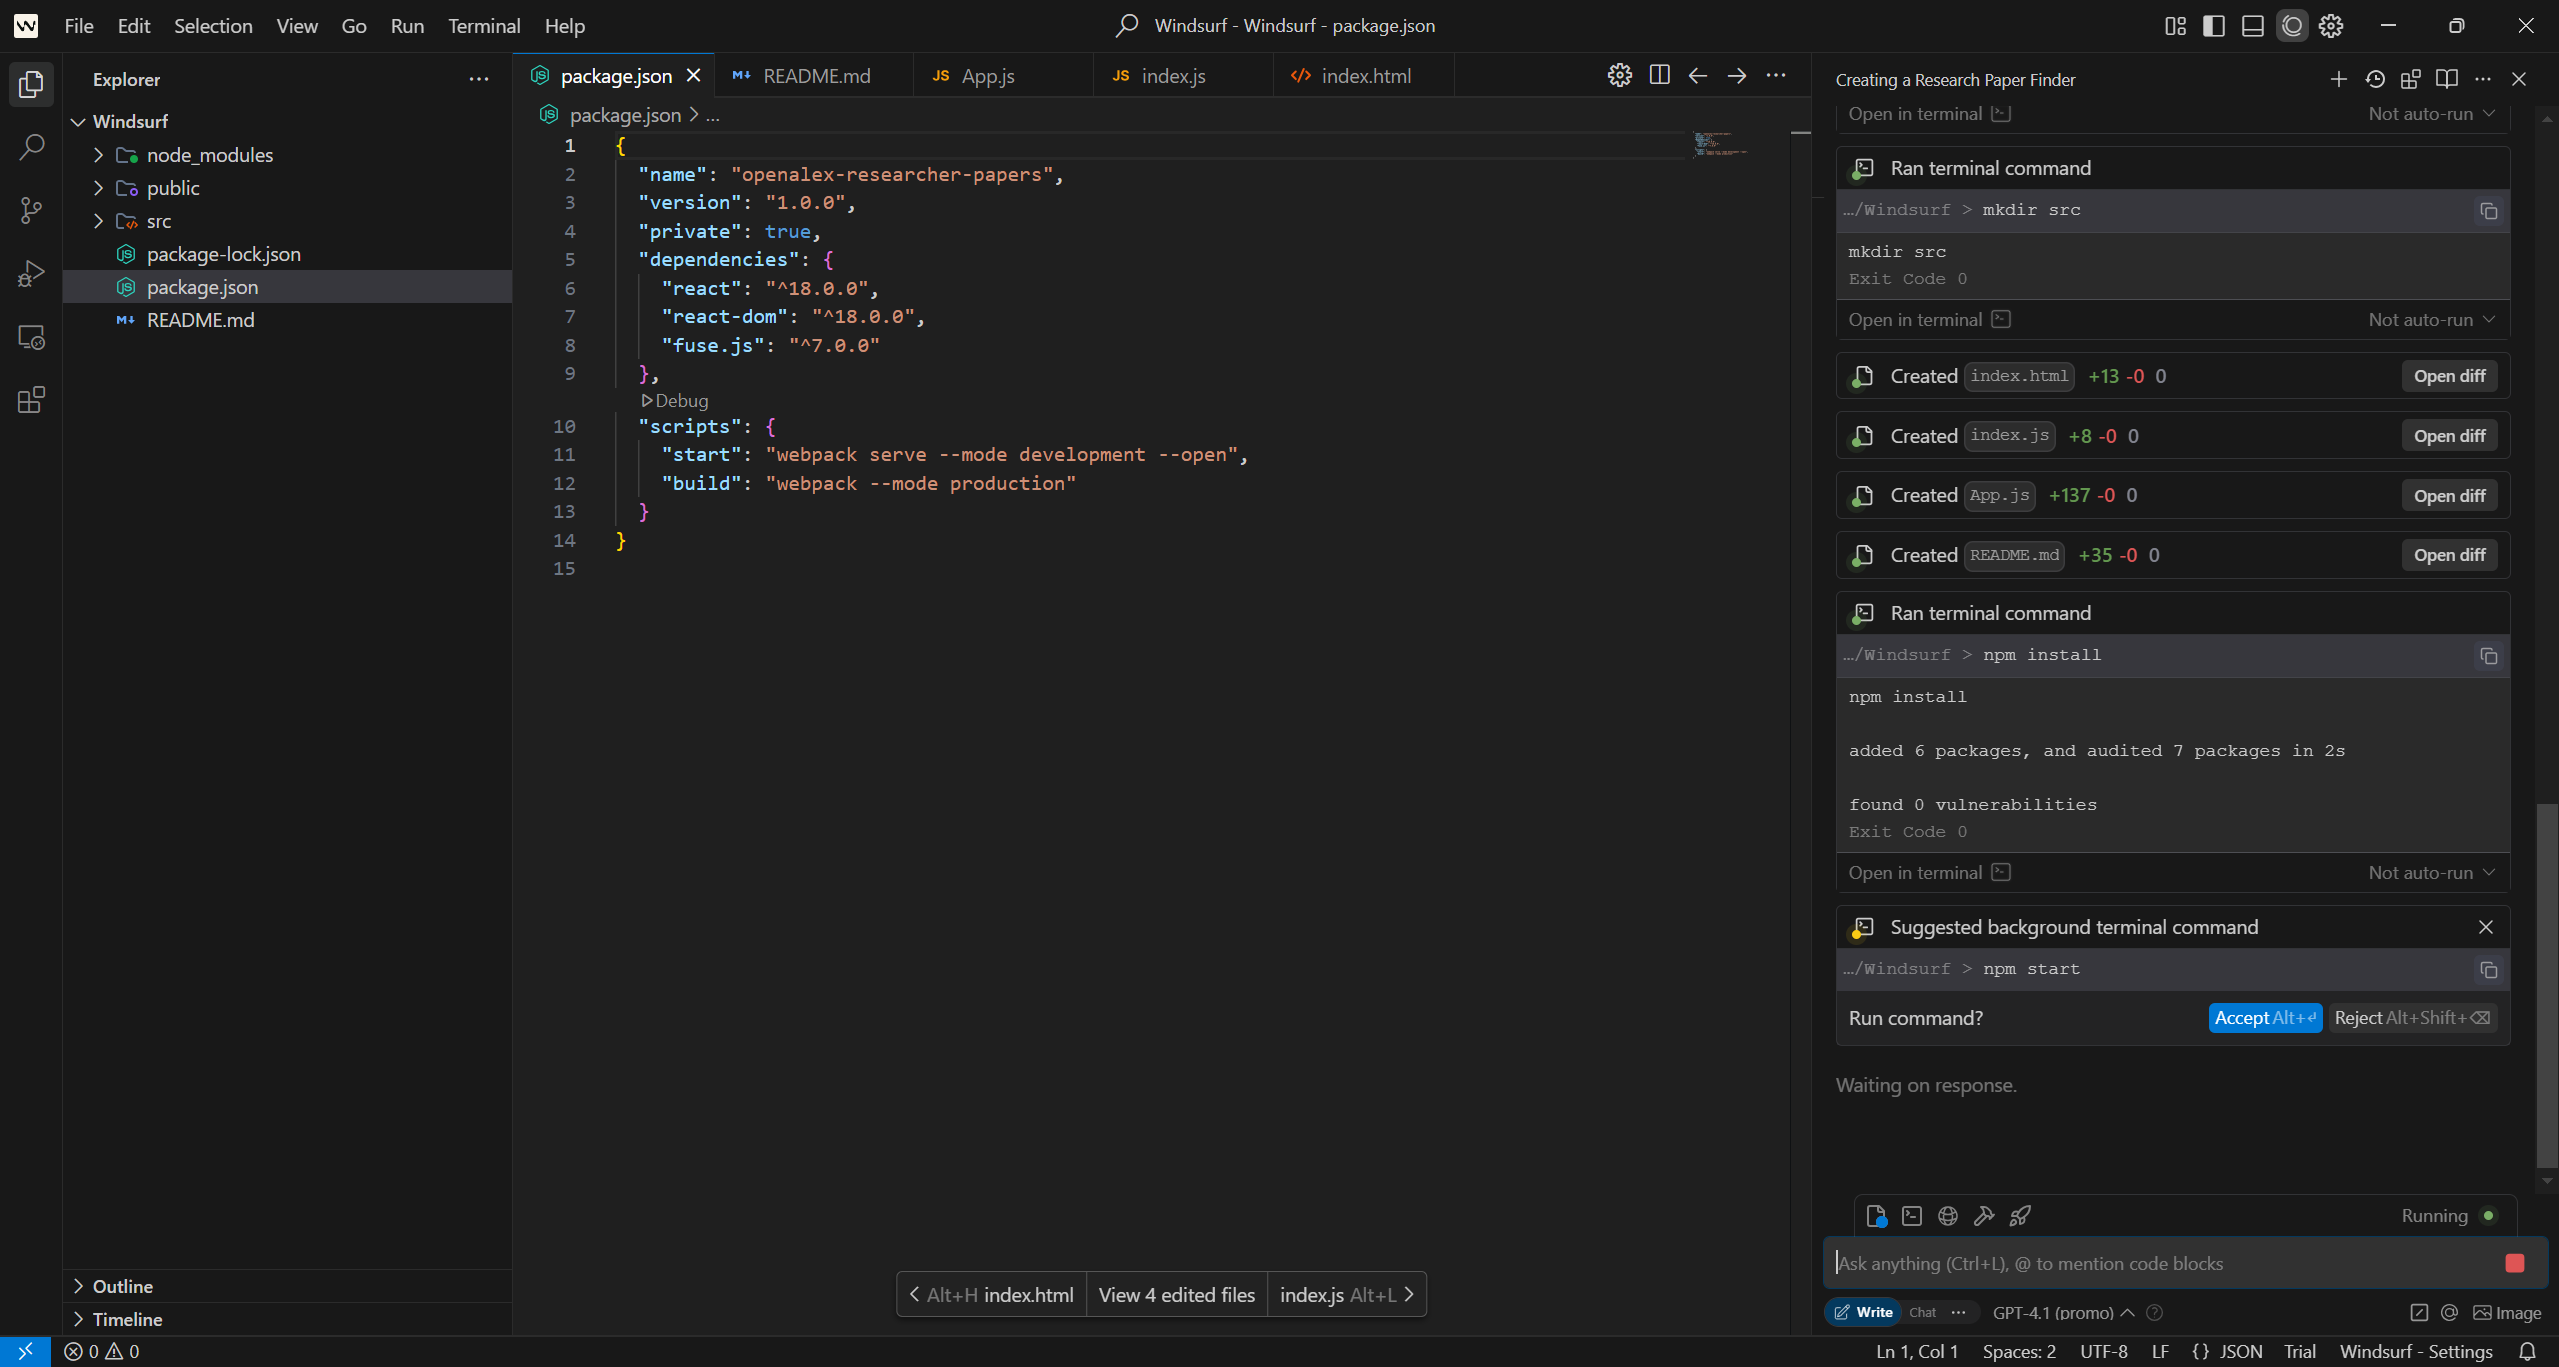 File Edit Selection View Go Run Terminal Help
Windsurf - Windsurf - package.json
Explorer
Windsurf
node_modules
public
src
package-lock.json
package.json
README.md
Outline
Timeline
package.json README.md JS App.js JS index.js index.html
package.json > ...
1 {
2 "name": "openalex-researcher-papers",
3 "version": "1.0.0",
4 "private": true,
5 "dependencies": {
6 "react": "^18.0.0",
7 "react-dom": "^18.0.0",
8 "fuse.js": "^7.0.0"
9 },
Debug
10 "scripts": {
11 "start": "webpack serve --mode development --open",
12 "build": "webpack --mode production"
13 }
14 }
15
< Alt+H index.html View 4 edited files index.js Alt+L >
Creating a Research Paper Finder
Open in terminal Not auto-run
Ran terminal command
.../Windsurf > mkdir src
mkdir src
Exit Code 0
Open in terminal Not auto-run
Created index.html +13 -0 0 Open diff
Created index.js +8 -0 0 Open diff
Created App.js +137 -0 0 Open diff
Created README.md +35 -0 0 Open diff
Ran terminal command
.../Windsurf > npm install
npm install
added 6 packages, and audited 7 packages in 2s
found 0 vulnerabilities
Exit Code 0
Open in terminal Not auto-run
Suggested background terminal command
.../Windsurf > npm start
Run command? Accept Alt+⏎ Reject Alt+Shift+⌫
Waiting on response.
Running
Ask anything (Ctrl+L), @ to mention code blocks
Write Chat ... GPT-4.1 (promo) Image
0 0 Ln 1, Col 1 Spaces: 2 UTF-8 LF {} JSON Trial Windsurf - Settings